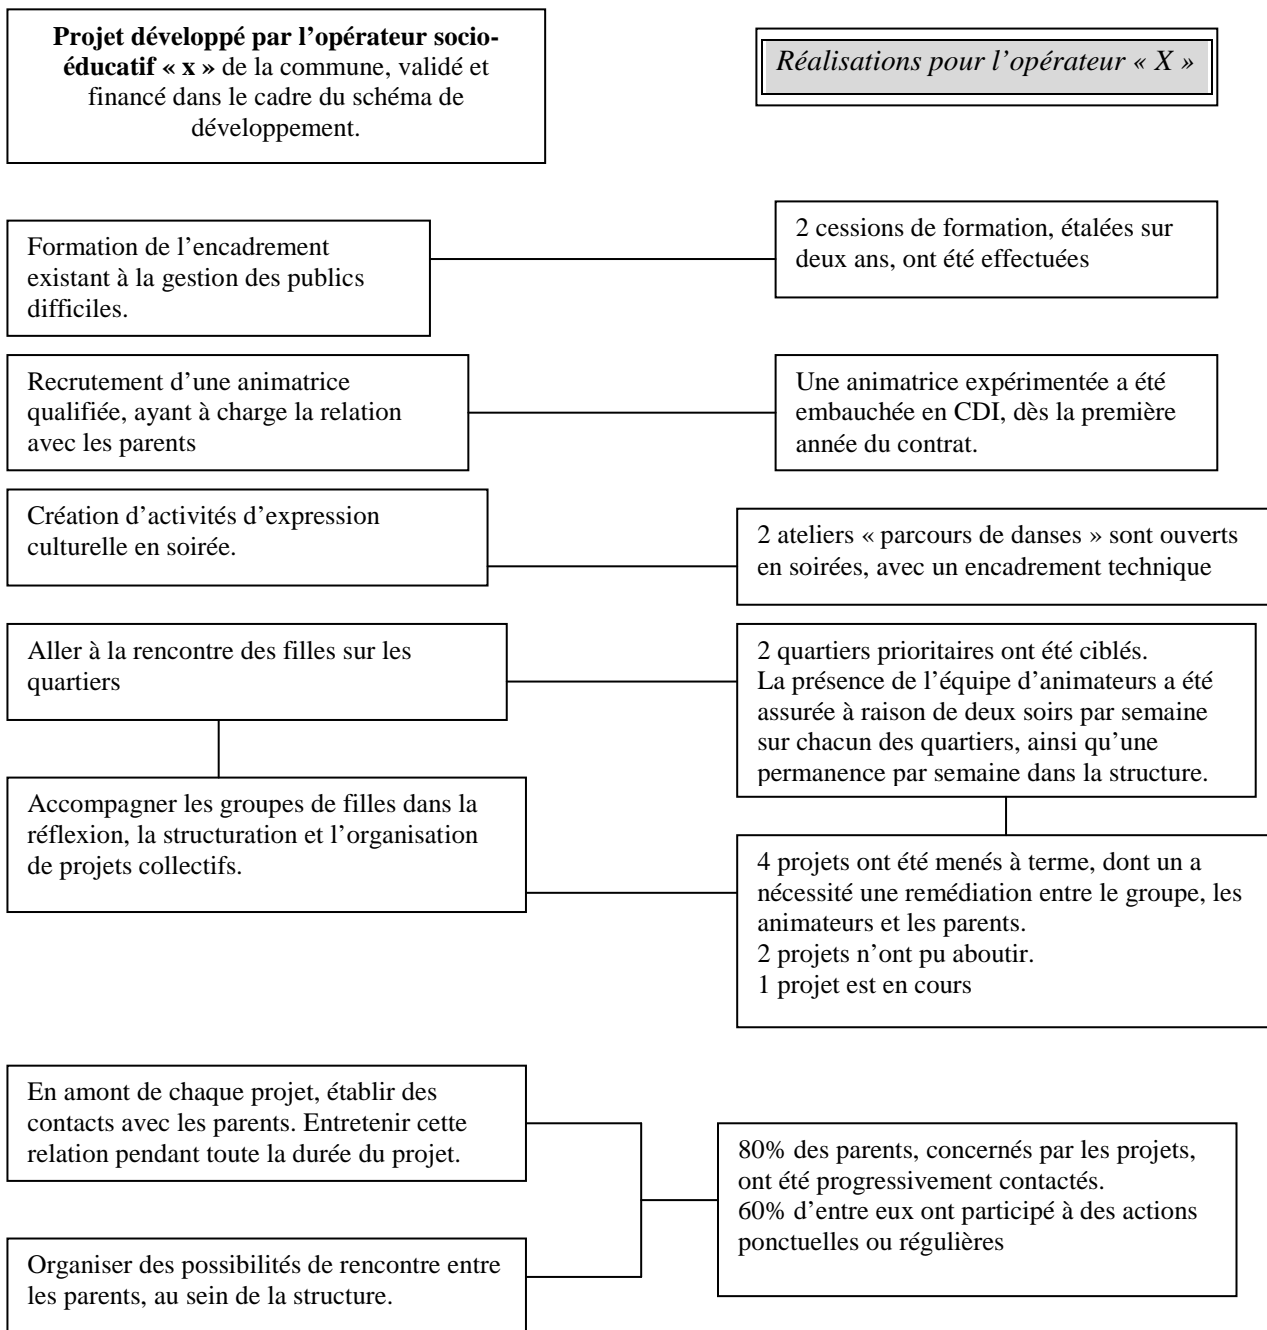 Projet développé par l’opérateur socio-
éducatif « x » de la commune, validé et
financé dans le cadre du schéma de
développement.
Réalisations pour l’opérateur « X »
Formation de l’encadrement
existant à la gestion des publics
difficiles.
2 cessions de formation, étalées sur
deux ans, ont été effectuées
Recrutement d’une animatrice
qualifiée, ayant à charge la relation
avec les parents
Une animatrice expérimentée a été
embauchée en CDI, dès la première
année du contrat.
Création d’activités d’expression
culturelle en soirée.
2 ateliers « parcours de danses » sont ouverts
en soirées, avec un encadrement technique
Aller à la rencontre des filles sur les
quartiers
2 quartiers prioritaires ont été ciblés.
La présence de l’équipe d’animateurs a été
assurée à raison de deux soirs par semaine
sur chacun des quartiers, ainsi qu’une
permanence par semaine dans la structure.
Accompagner les groupes de filles dans la
réflexion, la structuration et l’organisation
de projets collectifs.
4 projets ont été menés à terme, dont un a
nécessité une remédiation entre le groupe, les
animateurs et les parents.
2 projets n’ont pu aboutir.
1 projet est en cours
En amont de chaque projet, établir des
contacts avec les parents. Entretenir cette
relation pendant toute la durée du projet.
80% des parents, concernés par les projets,
ont été progressivement contactés.
60% d’entre eux ont participé à des actions
ponctuelles ou régulières
Organiser des possibilités de rencontre entre
les parents, au sein de la structure.